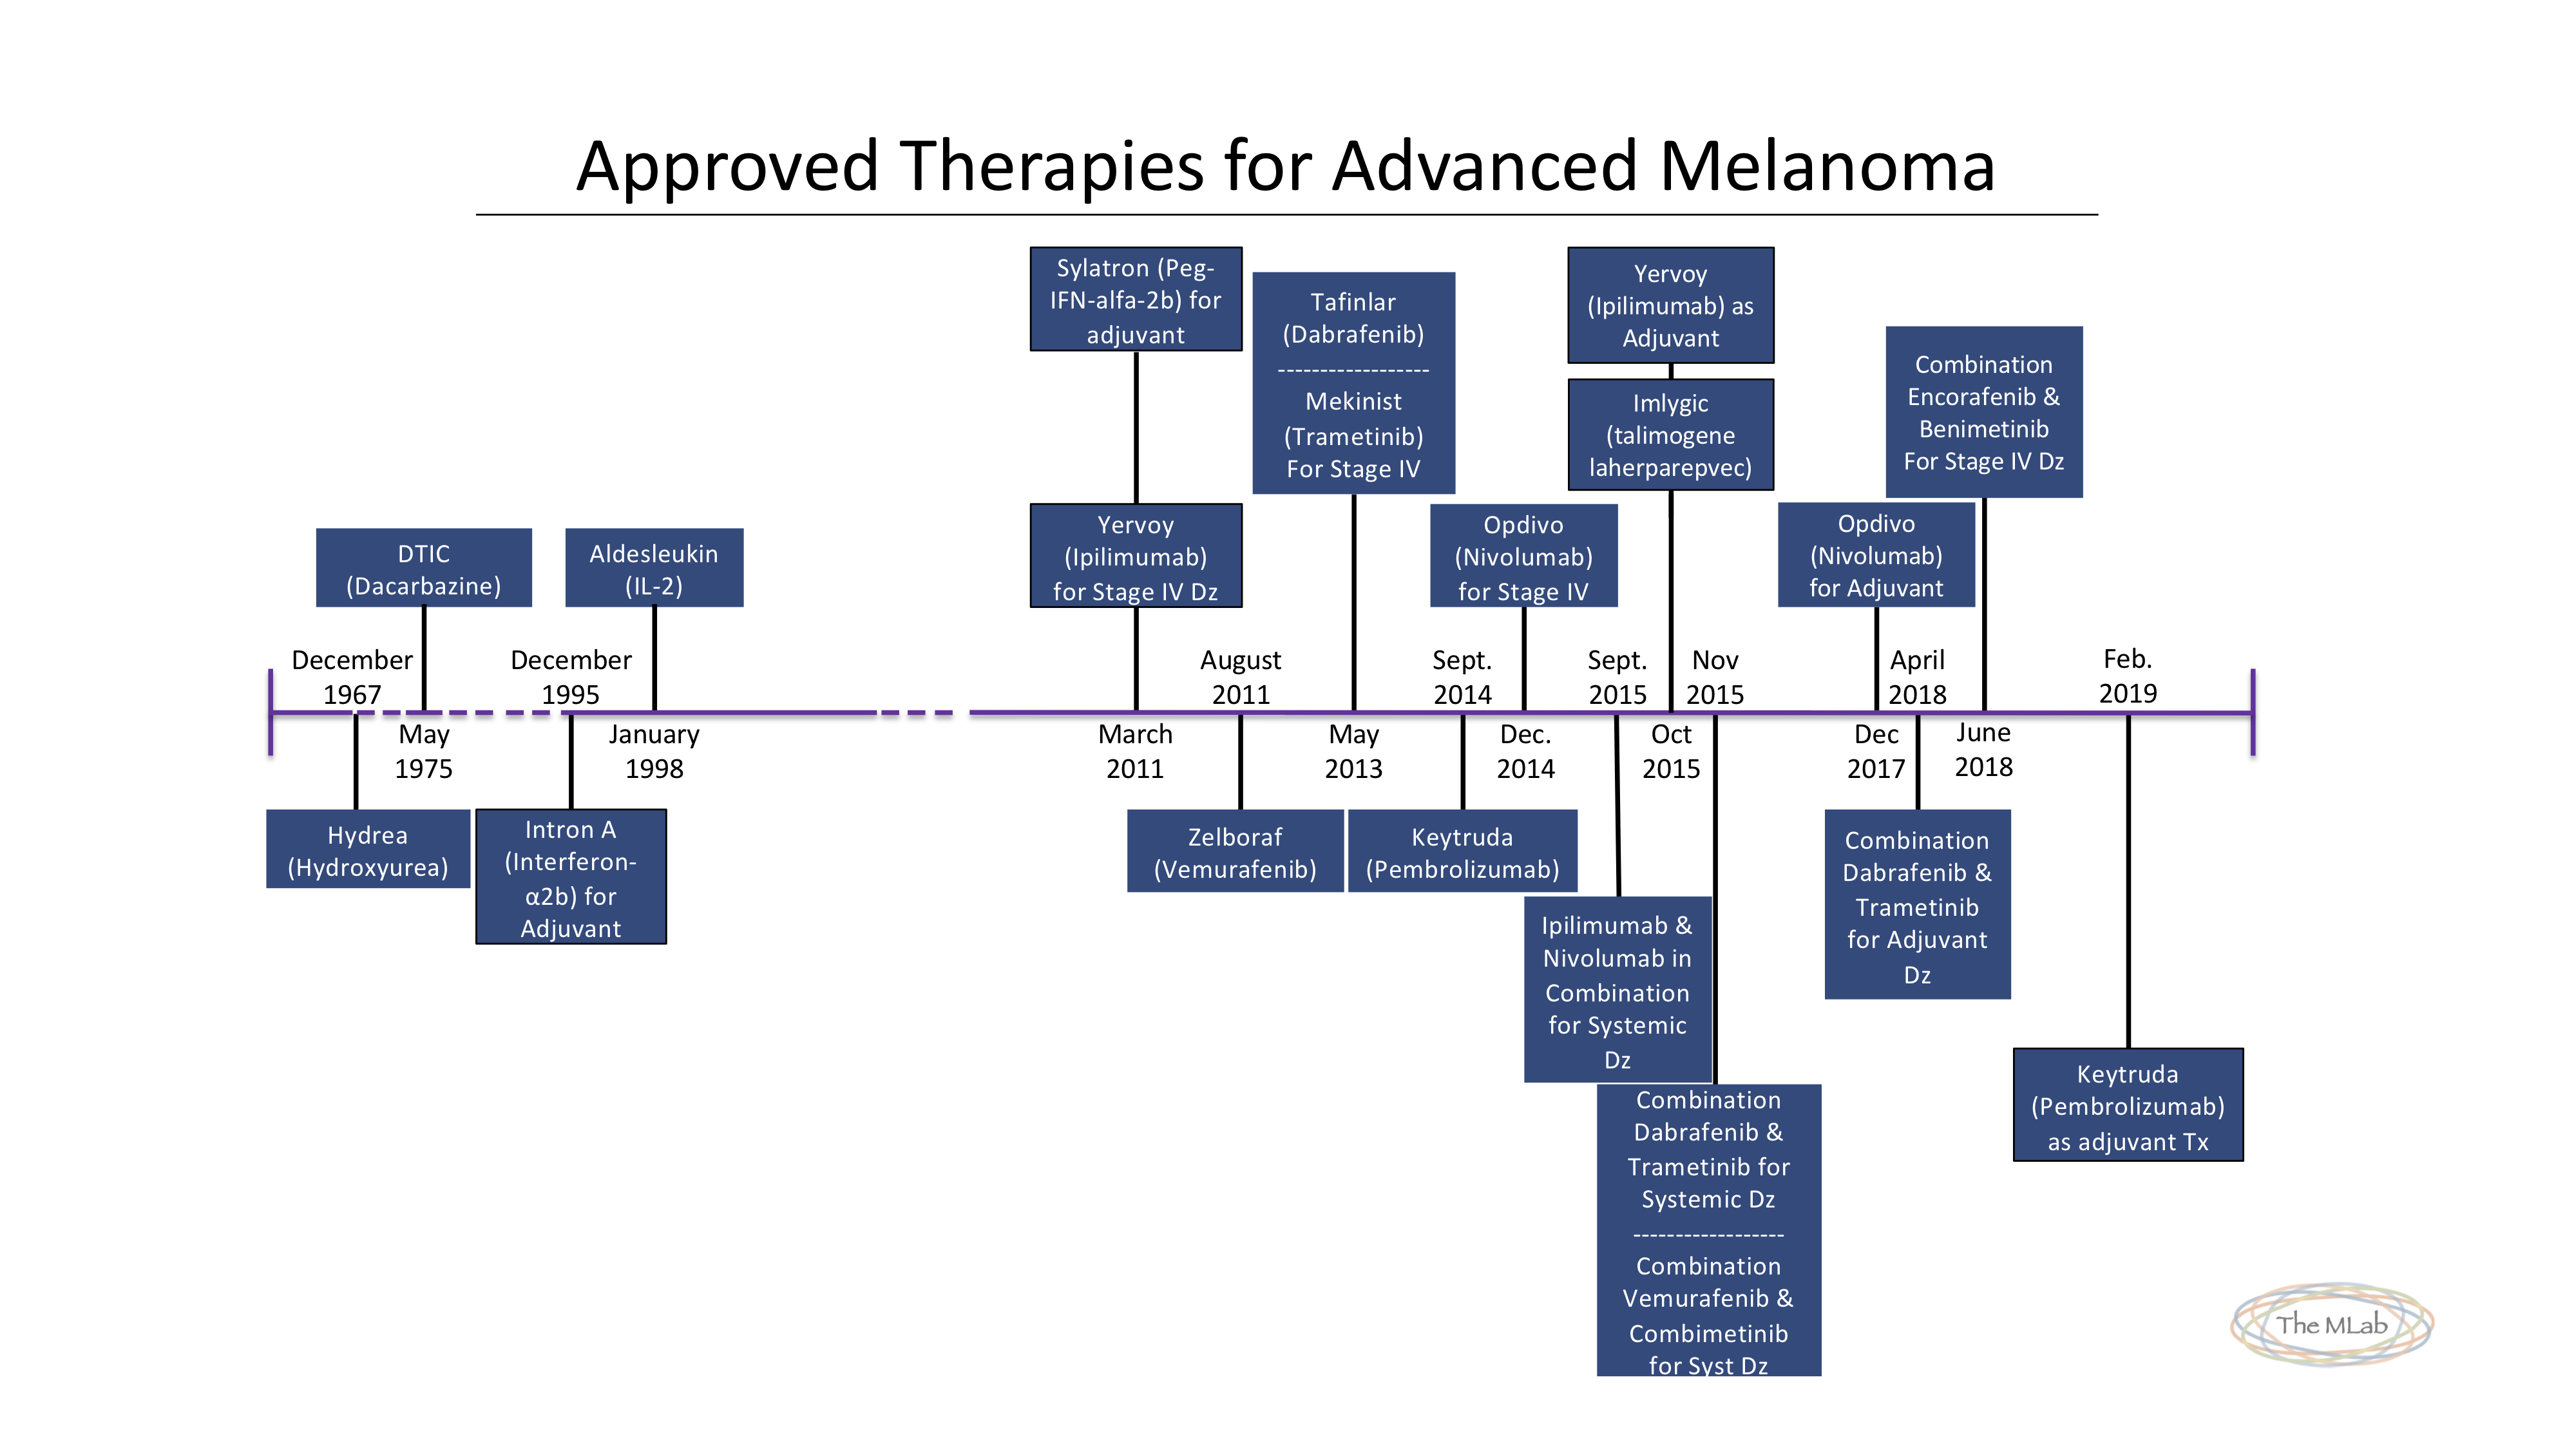 Approved Therapies for Advanced Melanoma
Sylatron (Peg-
IFN-alfa-2b) for
adjuvant
Yervoy
(Ipilimumab)
for Stage IV Dz
Tafinlar
(Dabrafenib)
------------------
Mekinist
(Trametinib)
For Stage IV
Yervoy
(Ipilimumab) as
Adjuvant
Imlygic
(talimogene
laherparepvec)
Combination
Encorafenib &
Benimetinib
For Stage IV Dz
DTIC
(Dacarbazine)
Aldesleukin
(IL-2)
Opdivo
(Nivolumab)
for Stage IV
Opdivo
(Nivolumab)
for Adjuvant
December
1967
December
1995
August
2011
Sept.
2014
Sept.
2015
Nov
2015
April
2018
Feb.
2019
May
1975
January
1998
March
2011
May
2013
Dec.
2014
Oct
2015
Dec
2017
June
2018
Hydrea
(Hydroxyurea)
Intron A
(Interferon-
α2b) for
Adjuvant
Zelboraf
(Vemurafenib)
Keytruda
(Pembrolizumab)
Ipilimumab &
Nivolumab in
Combination
for Systemic
Dz
Combination
Dabrafenib &
Trametinib for
Systemic Dz
------------------
Combination
Vemurafenib &
Combimetinib
for Syst Dz
Combination
Dabrafenib &
Trametinib
for Adjuvant
Dz
Keytruda
(Pembrolizumab)
as adjuvant Tx
The MLab